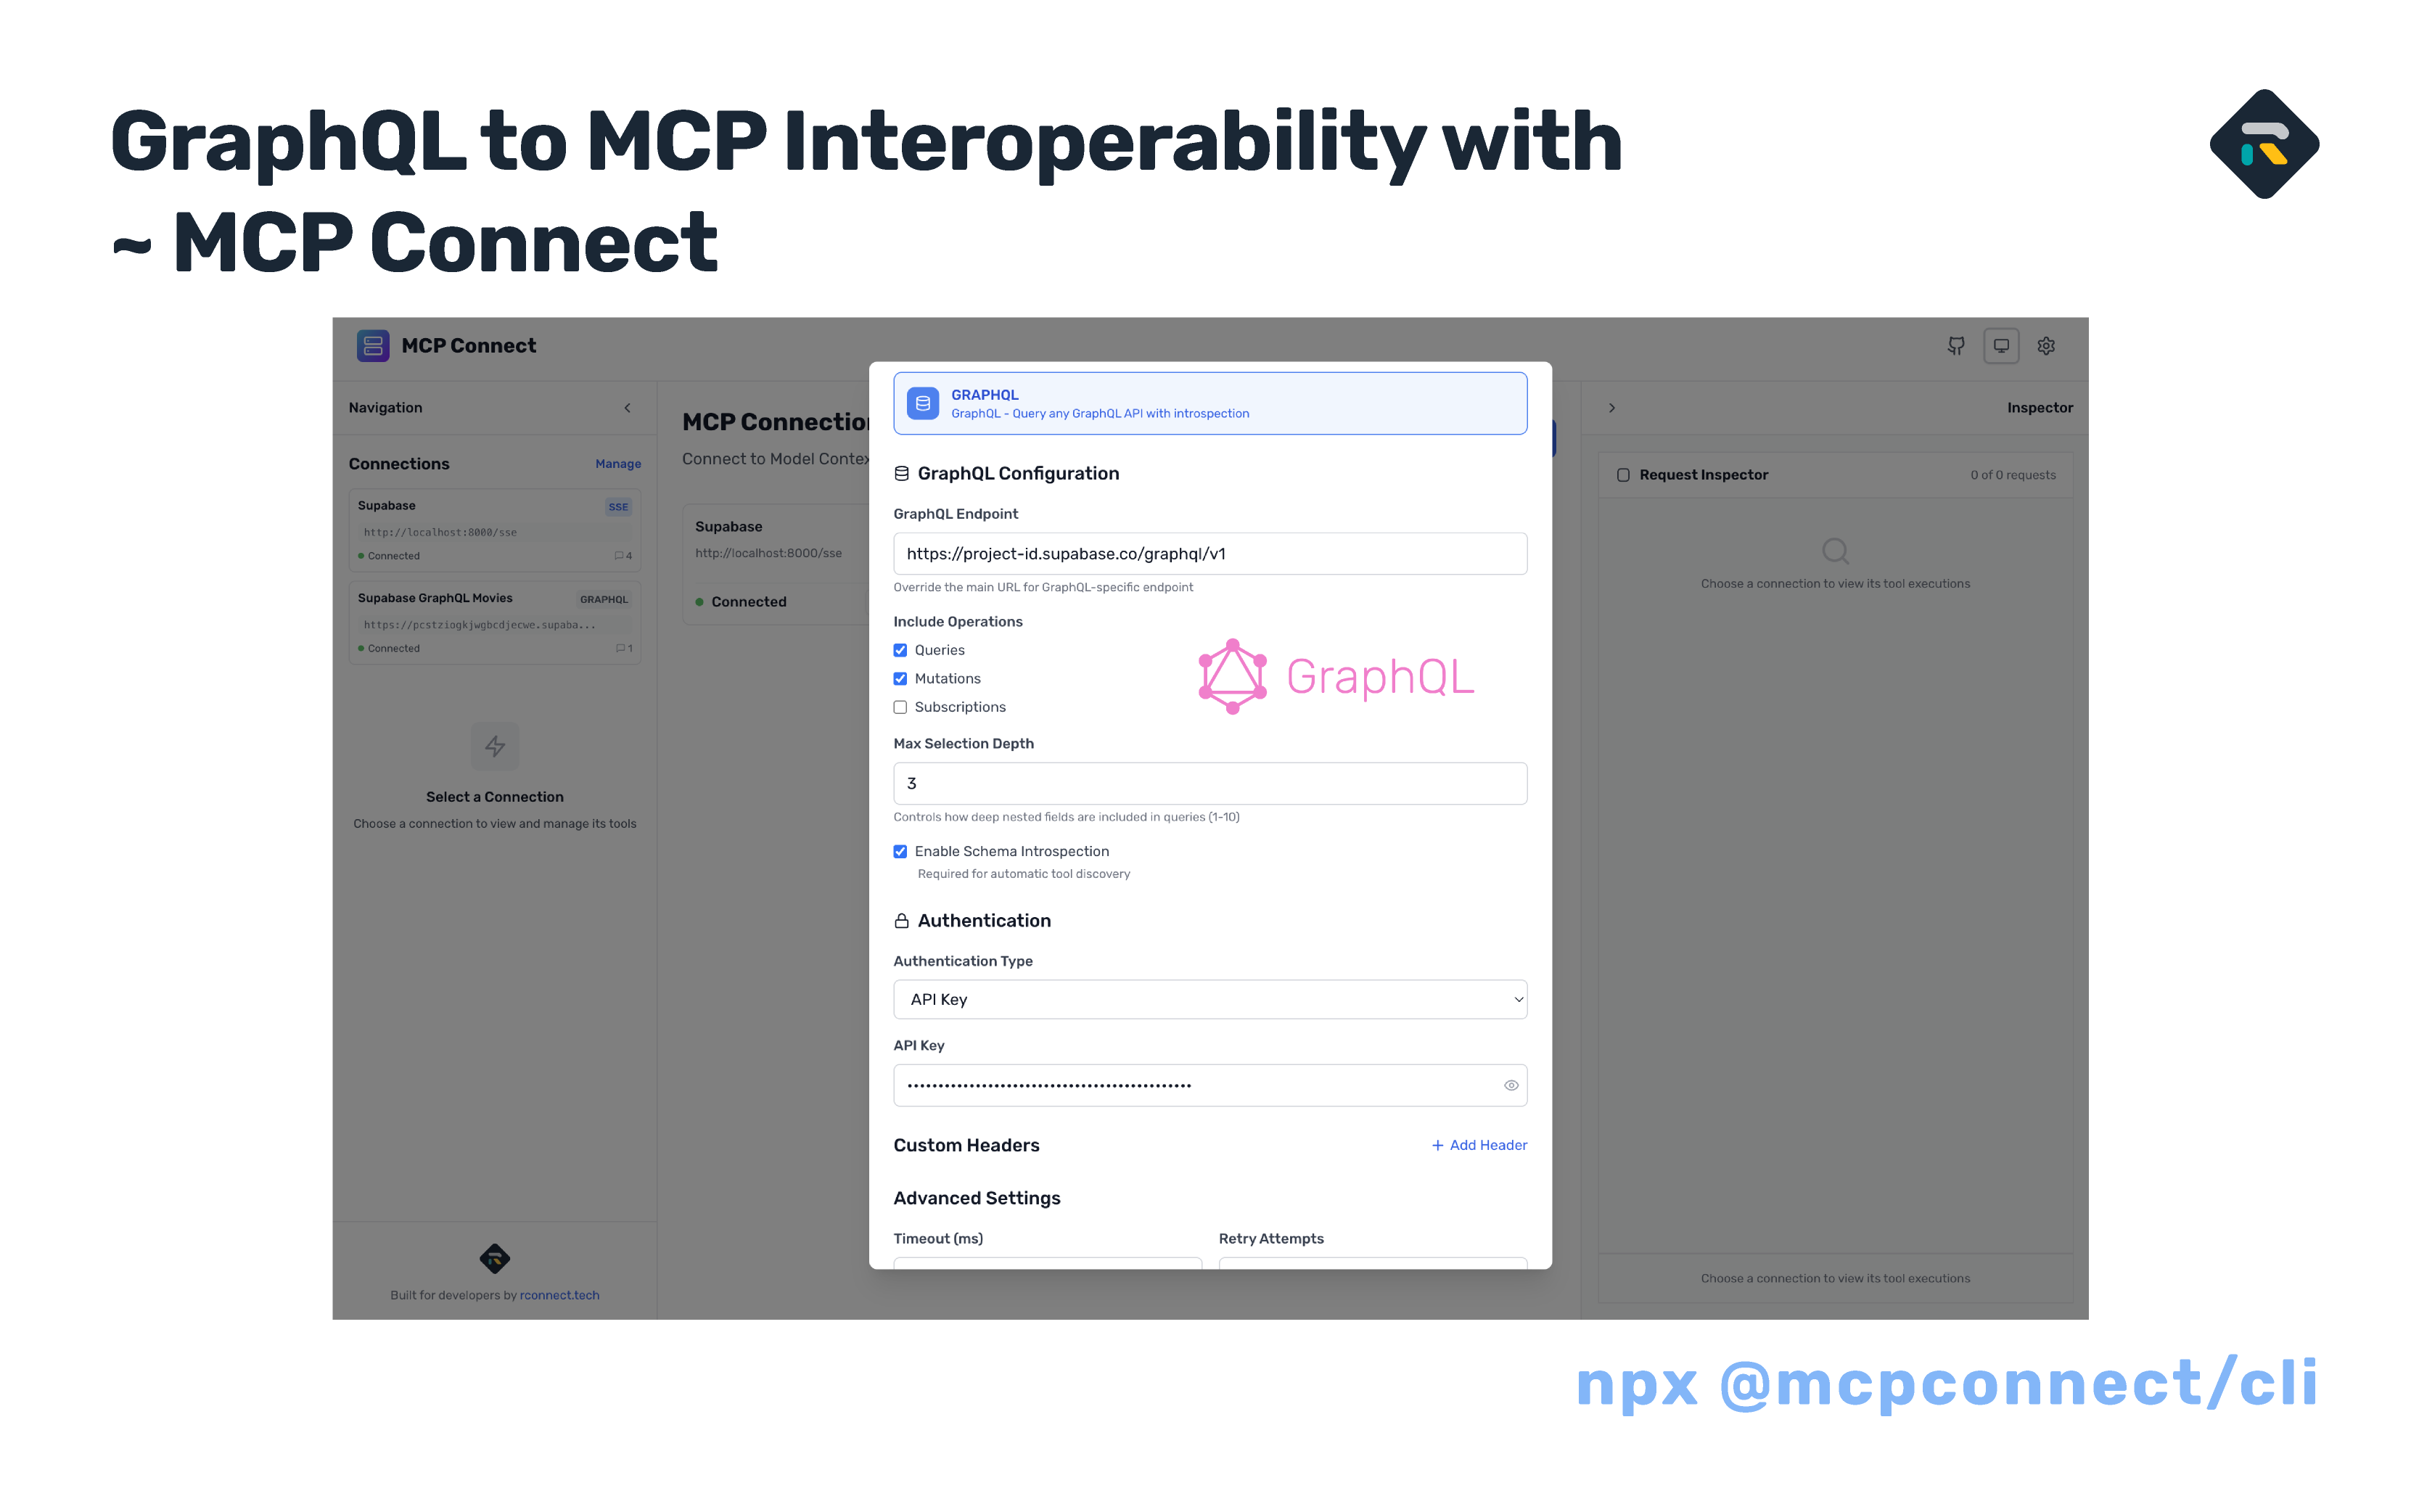 GraphQL to MCP Interoperability with
~ MCP Connect
MCP Connect
Navigation
Connections
Manage
Supabase
SSE
http://localhost:8000/sse
Connected
4
Supabase GraphQL Movies
GRAPHQL
https://pcstziogkjwgbcdjecwe.supaba...
Connected
1
Select a Connection
Choose a connection to view and manage its tools
Built for developers by rconnect.tech
MCP Connectio
Connect to Model Contex
Supabase
http://localhost:8000/sse
Connected
GRAPHQL
GraphQL - Query any GraphQL API with introspection
GraphQL Configuration
GraphQL Endpoint
https://project-id.supabase.co/graphql/v1
Override the main URL for GraphQL-specific endpoint
Include Operations
Queries
Mutations
Subscriptions
GraphQL
Max Selection Depth
3
Controls how deep nested fields are included in queries (1-10)
Enable Schema Introspection
Required for automatic tool discovery
Authentication
Authentication Type
API Key
API Key
Custom Headers
+ Add Header
Advanced Settings
Timeout (ms)
Retry Attempts
Inspector
Request Inspector
0 of 0 requests
Choose a connection to view its tool executions
Choose a connection to view its tool executions
npx @mcpconnect/cli